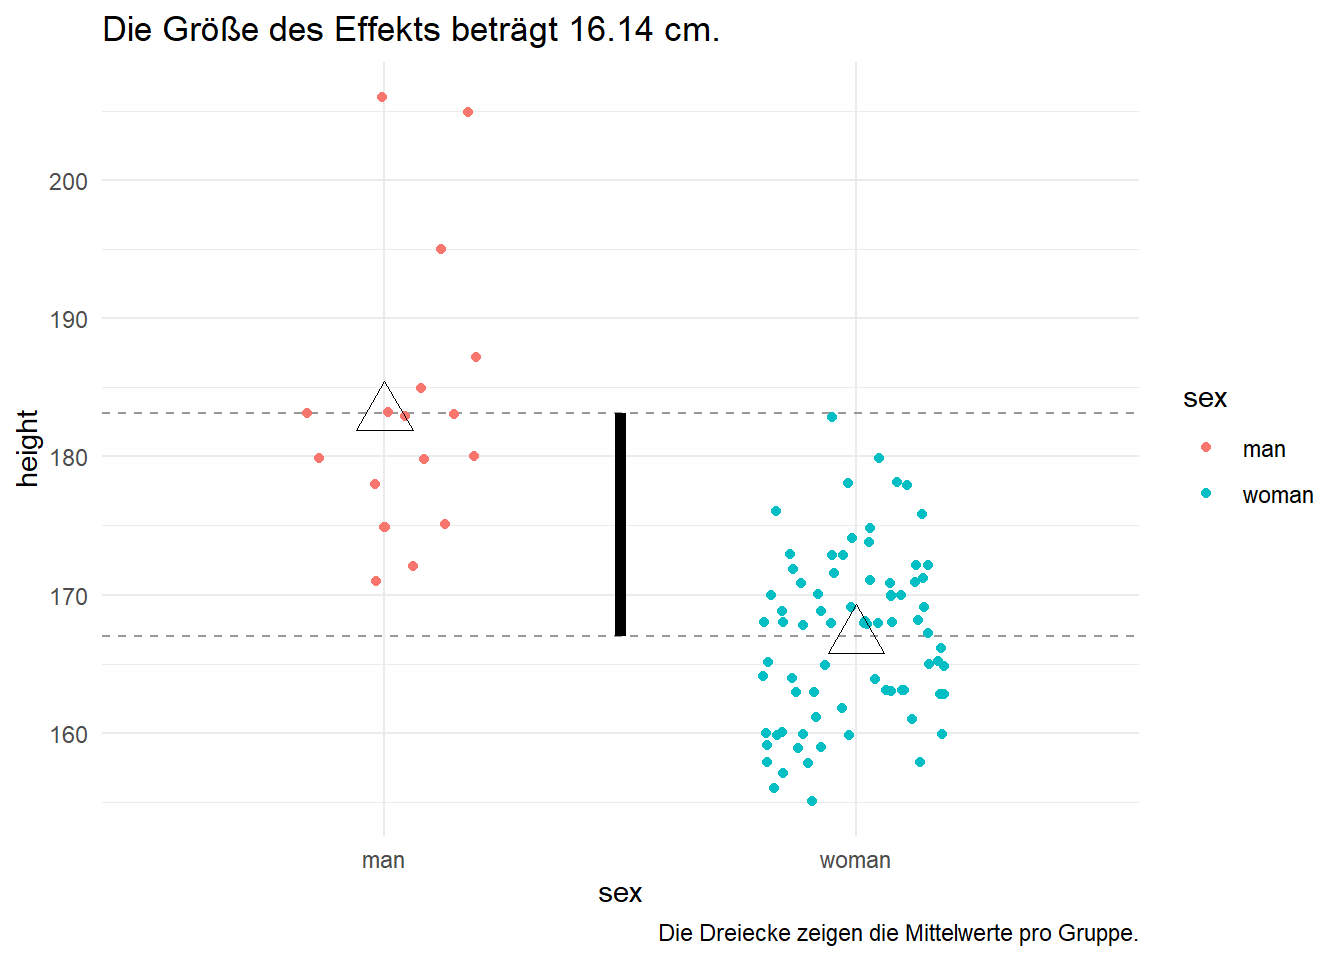 Die Größe des Effekts beträgt 16.14 cm.
200
190
180
170
160
height
man
woman
sex
sex
man
woman
Die Dreiecke zeigen die Mittelwerte pro Gruppe.